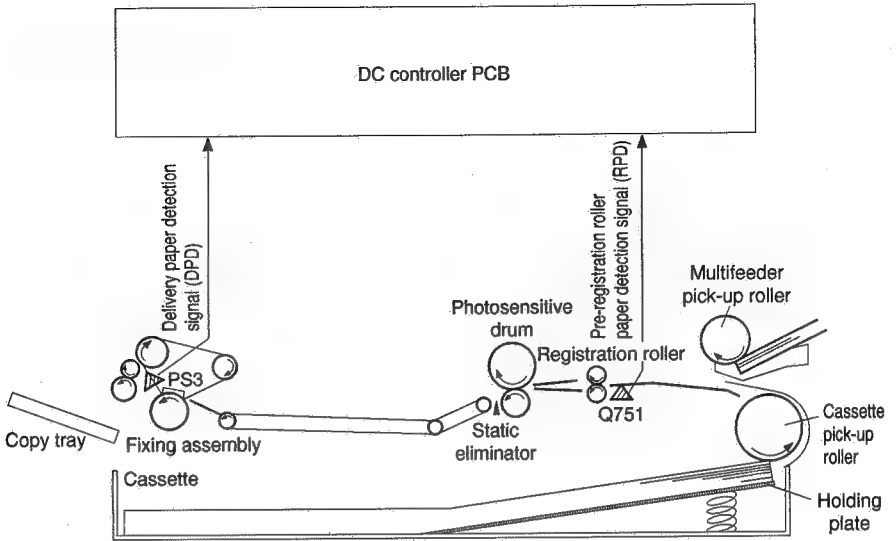 DC controller PCB
Delivery paper detection
signal (DPD)
Pre-registration roller
paper detection signal (RPD)
Multifeeder
pick-up roller
Photosensitive
drum
Registration roller
PS3
Q751
Copy tray
Fixing assembly
Static
eliminator
Cassette
pick-up
roller
Cassette
Holding
plate